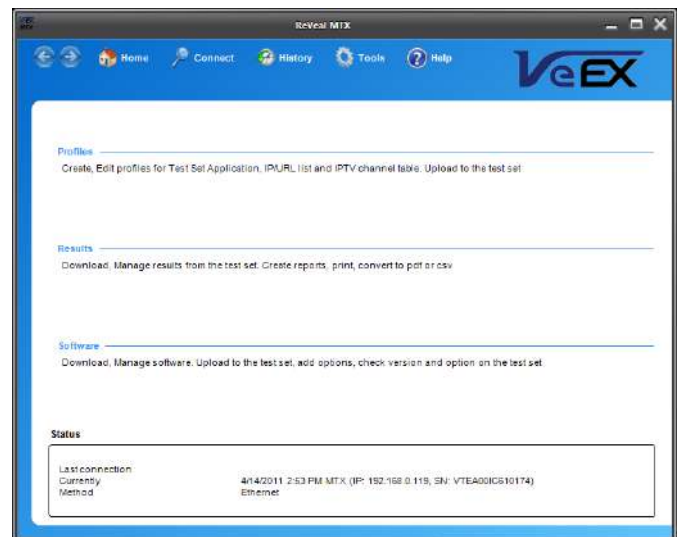 ReVeal MTX
Home Connect History Tools Help
VeEX
Profiles
Create, Edit profiles for Test Set Application, IP/URL list and IPTV channel table. Upload to the test set
Results
Download, Manage results from the test set. Create reports, print, convert to pdf or csv
Software
Download, Manage software. Upload to the test set, add options, check version and option on the test set
Status
Last connection
Currently 4/14/2011 2:53 PM MTX (IP: 192.168.0.119, SN: VTEA00IC610174)
Method Ethernet